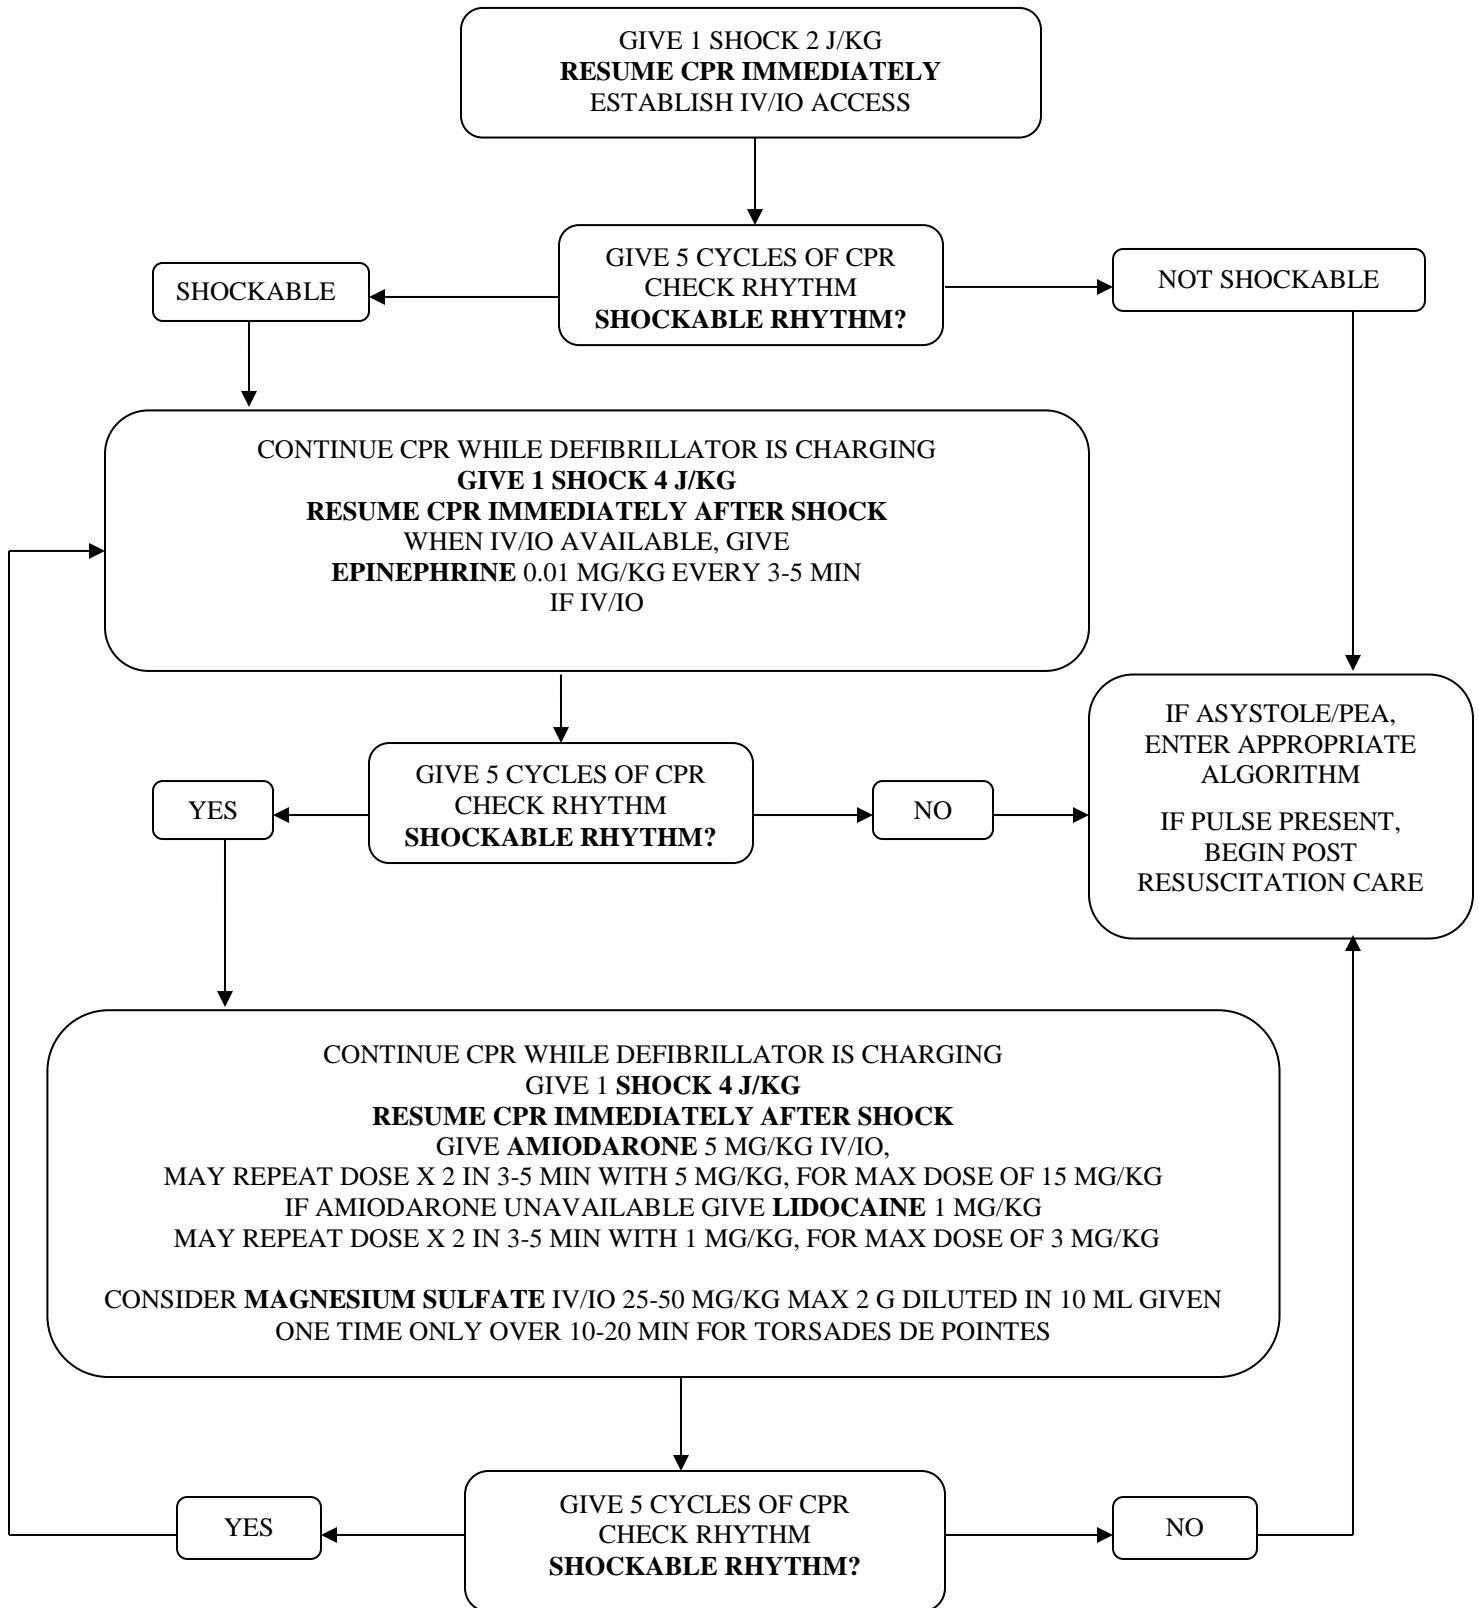 GIVE 1 SHOCK 2 J/KG
RESUME CPR IMMEDIATELY
ESTABLISH IV/IO ACCESS
GIVE 5 CYCLES OF CPR
CHECK RHYTHM
SHOCKABLE RHYTHM?
SHOCKABLE
NOT SHOCKABLE
CONTINUE CPR WHILE DEFIBRILLATOR IS CHARGING
GIVE 1 SHOCK 4 J/KG
RESUME CPR IMMEDIATELY AFTER SHOCK
WHEN IV/IO AVAILABLE, GIVE
EPINEPHRINE 0.01 MG/KG EVERY 3-5 MIN
IF IV/IO
IF ASYSTOLE/PEA,
ENTER APPROPRIATE
ALGORITHM
IF PULSE PRESENT,
BEGIN POST
RESUSCITATION CARE
GIVE 5 CYCLES OF CPR
CHECK RHYTHM
SHOCKABLE RHYTHM?
YES
NO
CONTINUE CPR WHILE DEFIBRILLATOR IS CHARGING
GIVE 1 SHOCK 4 J/KG
RESUME CPR IMMEDIATELY AFTER SHOCK
GIVE AMIODARONE 5 MG/KG IV/IO,
MAY REPEAT DOSE X 2 IN 3-5 MIN WITH 5 MG/KG, FOR MAX DOSE OF 15 MG/KG
IF AMIODARONE UNAVAILABLE GIVE LIDOCAINE 1 MG/KG
MAY REPEAT DOSE X 2 IN 3-5 MIN WITH 1 MG/KG, FOR MAX DOSE OF 3 MG/KG
CONSIDER MAGNESIUM SULFATE IV/IO 25-50 MG/KG MAX 2 G DILUTED IN 10 ML GIVEN
ONE TIME ONLY OVER 10-20 MIN FOR TORSADES DE POINTES
GIVE 5 CYCLES OF CPR
CHECK RHYTHM
SHOCKABLE RHYTHM?
YES
NO